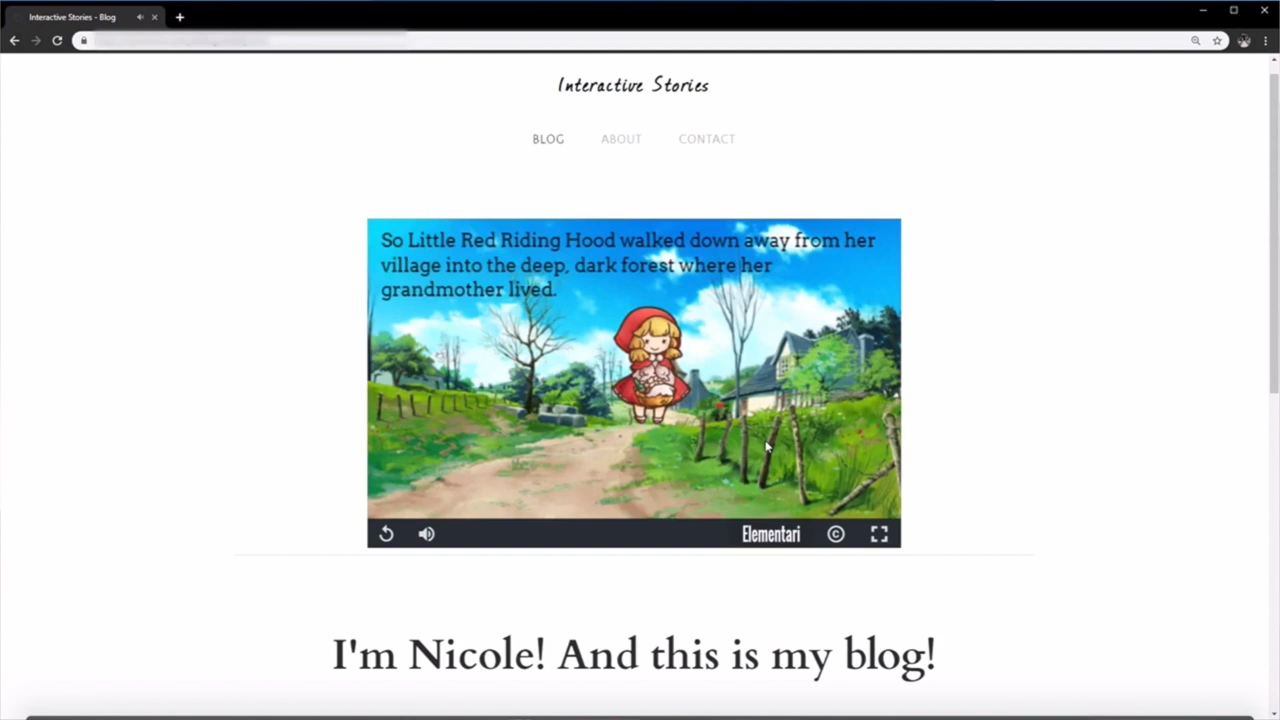 Interactive Stories - Blog
Interactive Stories
BLOG ABOUT CONTACT
So Little Red Riding Hood walked down away from her
village into the deep, dark forest where her
grandmother lived.
Elementari ©
I'm Nicole! And this is my blog!